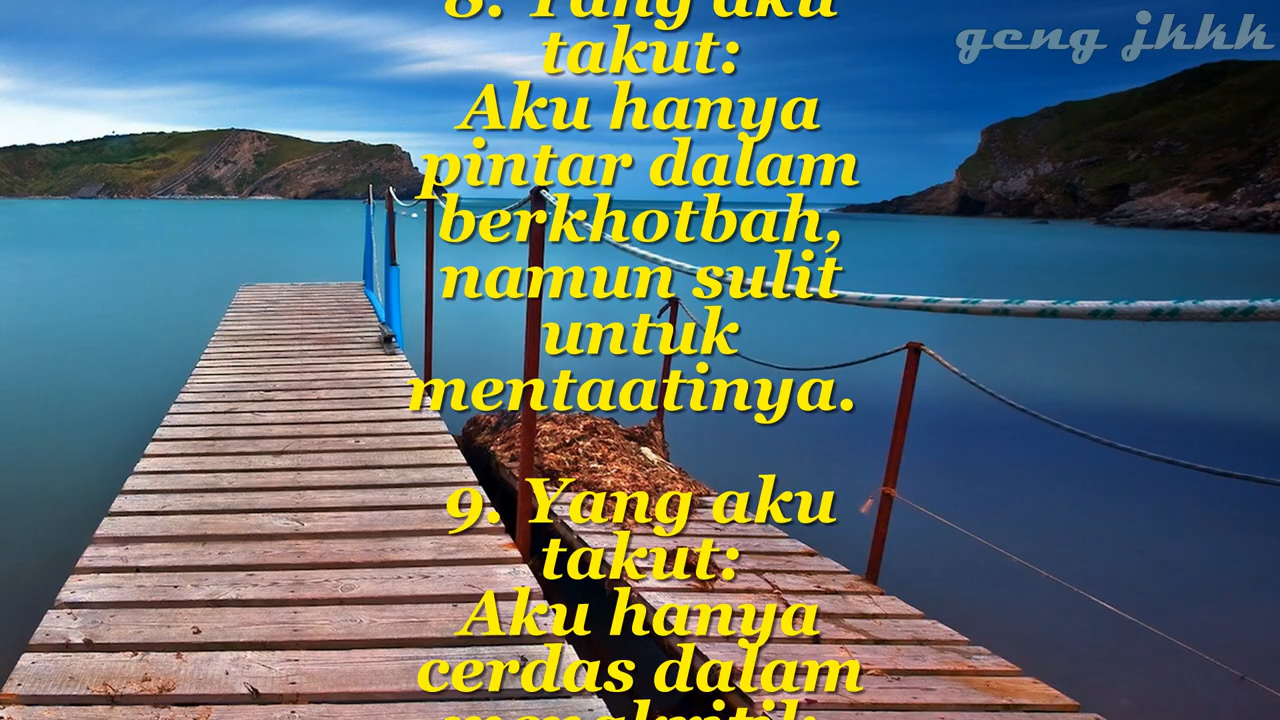 geng jkkk
8. Yang aku
takut:
Aku hanya
pintar dalam
berkhotbah,
namun sulit
untuk
mentaatinya.
9. Yang aku
takut:
Aku hanya
cerdas dalam
mengkritik